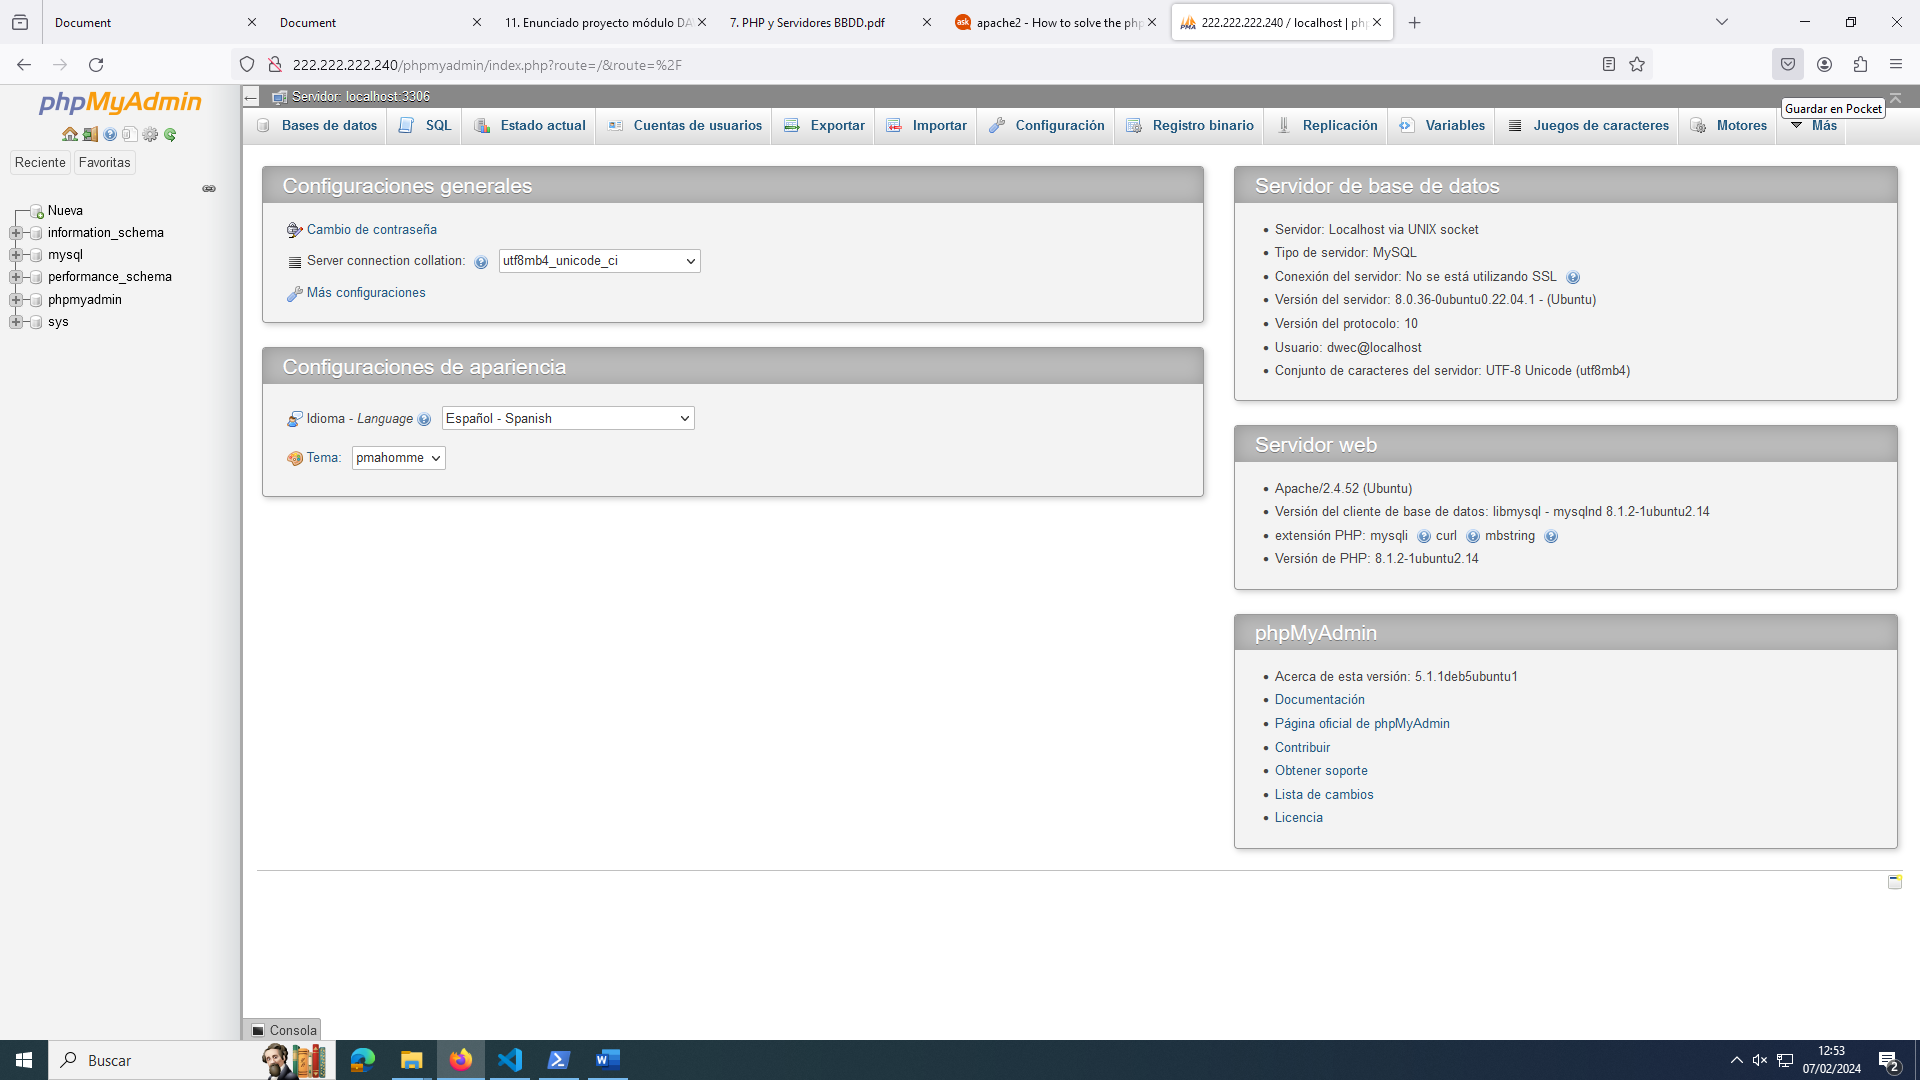 Document
Document
11. Enunciado proyecto módulo DA
7. PHP y Servidores BBDD.pdf
ask
apache2 - How to solve the php
PMA
222.222.222.240 / localhost | php
222.222.222.240/phpmyadmin/index.php?route=/&route=%2F
Guardar en Pocket
phpMyAdmin
Reciente
Favoritas
Nueva
information_schema
mysql
performance_schema
phpmyadmin
sys
Servidor: localhost:3306
Bases de datos
SQL
Estado actual
Cuentas de usuarios
Exportar
Importar
Configuración
Registro binario
Replicación
Variables
Juegos de caracteres
Motores
Más
Configuraciones generales
Cambio de contraseña
Server connection collation:
utf8mb4_unicode_ci
Más configuraciones
Configuraciones de apariencia
Idioma - Language
Español - Spanish
Tema:
pmahomme
Servidor de base de datos
Servidor: Localhost via UNIX socket
Tipo de servidor: MySQL
Conexión del servidor: No se está utilizando SSL
Versión del servidor: 8.0.36-0ubuntu0.22.04.1 - (Ubuntu)
Versión del protocolo: 10
Usuario: dwec@localhost
Conjunto de caracteres del servidor: UTF-8 Unicode (utf8mb4)
Servidor web
Apache/2.4.52 (Ubuntu)
Versión del cliente de base de datos: libmysql - mysqlnd 8.1.2-1ubuntu2.14
extensión PHP: mysqli curl mbstring
Versión de PHP: 8.1.2-1ubuntu2.14
phpMyAdmin
Acerca de esta versión: 5.1.1deb5ubuntu1
Documentación
Página oficial de phpMyAdmin
Contribuir
Obtener soporte
Lista de cambios
Licencia
Consola
Buscar
12:53
07/02/2024
2